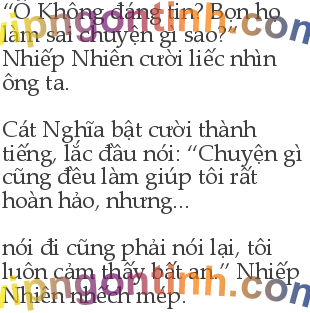 “Ồ Không đáng tin? Bọn họ
làm sai chuyện gì sao?”
Nhiếp Nhiên cười liếc nhìn
ông ta.
Cát Nghĩa bật cười thành
tiếng, lắc đầu nói: “Chuyện gì
cũng đều làm giúp tôi rất
hoàn hảo, nhưng...
nói đi cũng phải nói lại, tôi
luôn cảm thấy bất an.” Nhiếp
Nhiên nhếch mép.
vipngontinh.com
vipngontinh.com